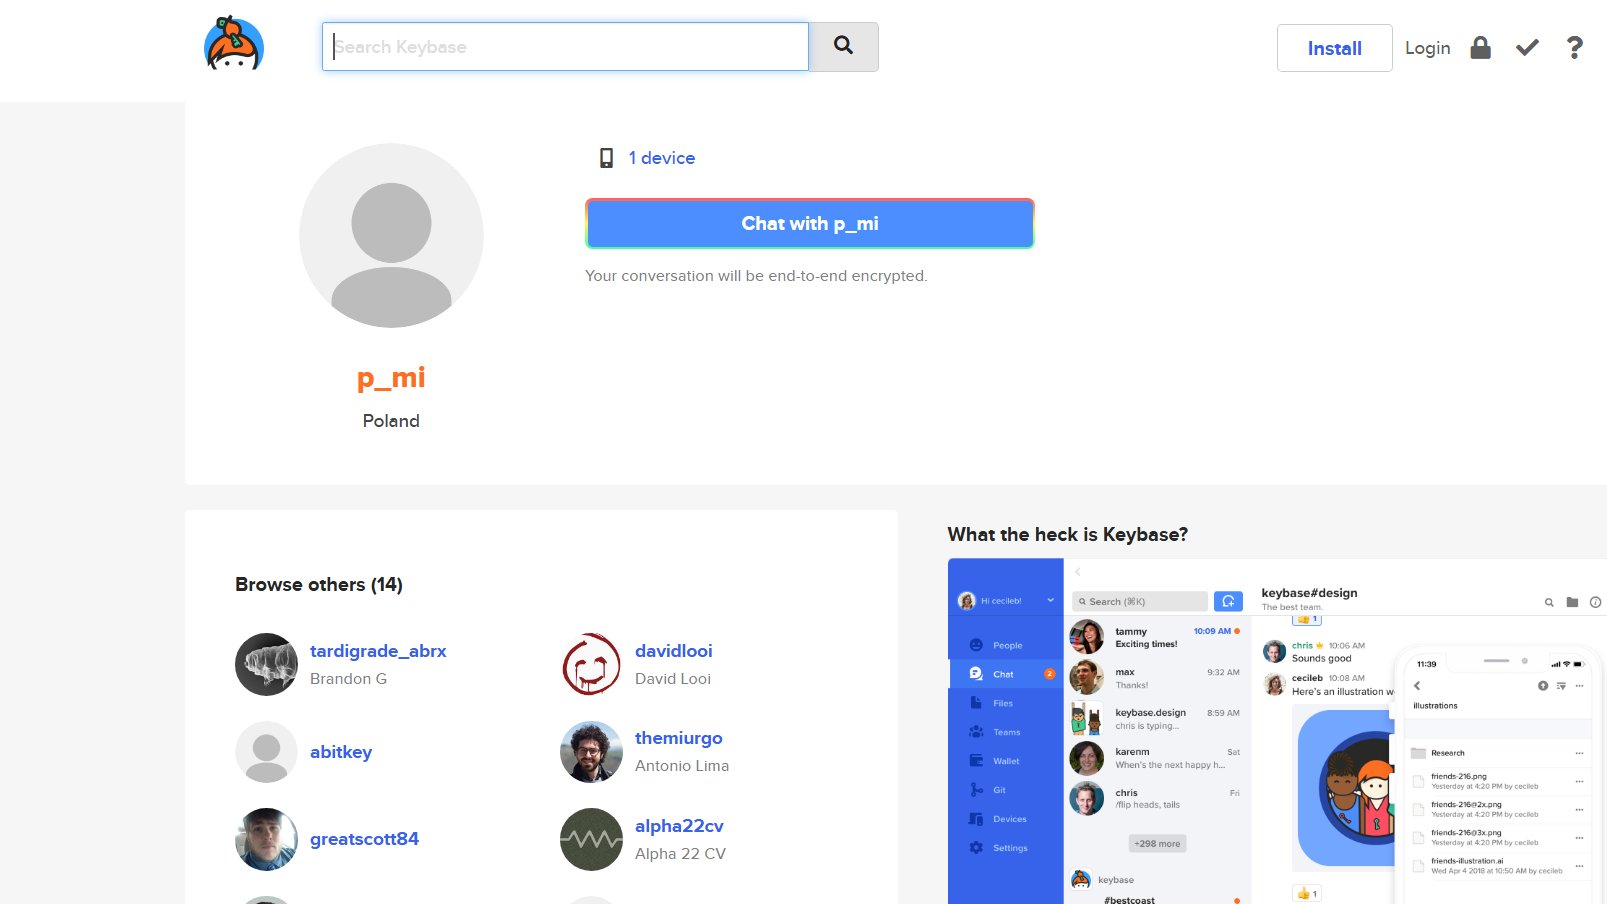 Search Keybase
Install
Login
?
1 device
Chat with p_mi
Your conversation will be end-to-end encrypted.
p_mi
Poland
Browse others (14)
tardigrade_abrx
Brandon G
davidlooi
David Looi
abitkey
themiurgo
Antonio Lima
greatscott84
alpha22cv
Alpha 22 CV
What the heck is Keybase?
Hi cecileb!
People
Chat
2
Files
Teams
Wallet
Git
Devices
Settings
Search (⌘K)
tammy
10:09 AM
Exciting times!
max
9:32 AM
Thanks!
keybase.design
8:59 AM
chris is typing...
karenm
Sat
When's the next happy h...
chris
Fri
/flip heads, tails
+298 more
keybase
#bestcoast
keybase#design
The best team.
👍 1
chris 👑 10:06 AM
Sounds good
cecileb 10:08 AM
Here's an illustration w
👍 1
11:39
illustrations
Research
friends-216.png
Yesterday at 4:20 PM by cecileb
friends-216@2x.png
Yesterday at 4:20 PM by cecileb
friends-216@3x.png
Yesterday at 4:20 PM by cecileb
friends-illustration.ai
Wed Apr 4 2018 at 10:50 AM by cecileb